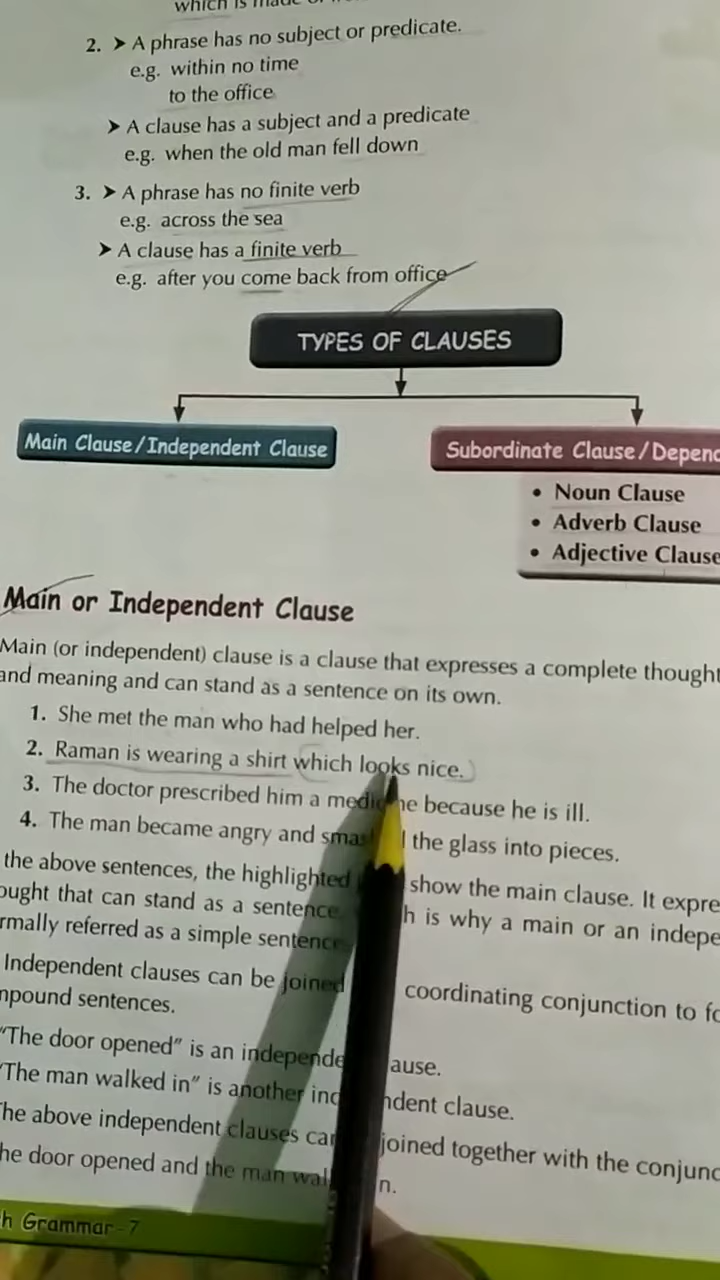 which is made
2. ➤ A phrase has no subject or predicate.
e.g. within no time
to the office
➤ A clause has a subject and a predicate
e.g. when the old man fell down
3. ➤ A phrase has no finite verb
e.g. across the sea
➤ A clause has a finite verb
e.g. after you come back from office
TYPES OF CLAUSES
Main Clause/Independent Clause
Subordinate Clause/Depend
• Noun Clause
• Adverb Clause
• Adjective Clause
Main or Independent Clause
Main (or independent) clause is a clause that expresses a complete thought
and meaning and can stand as a sentence on its own.
1. She met the man who had helped her.
2. Raman is wearing a shirt which looks nice.
3. The doctor prescribed him a medicine because he is ill.
4. The man became angry and smashed the glass into pieces.
the above sentences, the highlighted show the main clause. It expre
ought that can stand as a sentence. h is why a main or an indepe
rmally referred as a simple sentence
Independent clauses can be joined coordinating conjunction to fo
mpound sentences.
"The door opened" is an independe ause.
"The man walked in" is another ind ndent clause.
The above independent clauses ca joined together with the conjunc
he door opened and the man wal n.
h Grammar-7